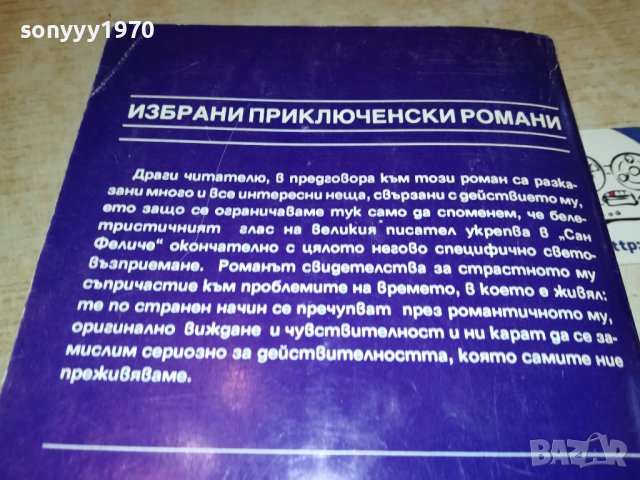 sonyyy1970
ИЗБРАНИ ПРИКЛЮЧЕНСКИ РОМАНИ
Драги читателю, в предговора към този роман са разка-
зани много и все интересни неща, свързани с действието му,
ето защо се ограничаваме тук само да споменем, че беле-
тристичният глас на великия писател укрепва в „Сан
Феличе“ окончателно с цялото негово специфично свето-
възприемане. Романът свидетелства за страстното му
съпричастие към проблемите на времето, в което е живял:
те по странен начин се пречупват през романтичното му,
оригинално виждане и чувствителност и ни карат да се за-
мислим сериозно за действителността, която самите ние
преживяваме.
http
BAZAR